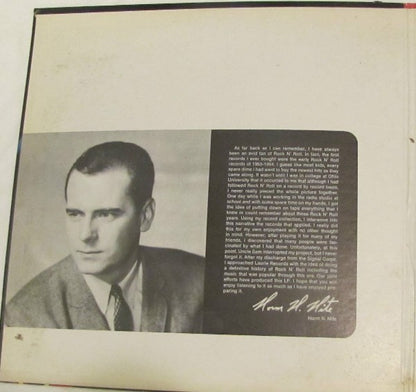 As far back as I can remember, I have always
been an avid fan of Rock N' Roll. In fact, the first
records I ever bought were the early Rock N' Roll
records of 1953-1954. I guess like most kids, every
spare dime I had went to buy the newest hits as they
came along. It wasn't until I was in college at Ohio
University that it occurred to me that although I had
followed Rock N' Roll on a record by record basis,
I never really pieced the whole picture together.
One day while I was working in the radio studio at
school and with some spare time on my hands, I got
the idea of putting down on tape everything that I
knew or could remember about those Rock N' Roll
years. Using my record collection, I interwove into
this narrative the records that applied. I really did
this for my own enjoyment with no other thought
in mind. However, after playing it for many of my
friends, I discovered that many people were fas-
cinated by what I had done. Unfortunately, at this
point, Uncle Sam interrupted my project, but I never
forgot it. After my discharge from the Signal Corps,
I approached Laurie Records with the idea of doing
a definitive history of Rock N' Roll including the
music that was popular through this era. Our joint
efforts have produced this LP. I hope that you will
enjoy listening to it as much as I have enjoyed pre-
paring it.
Norm N. Nite
Norm N. Nite